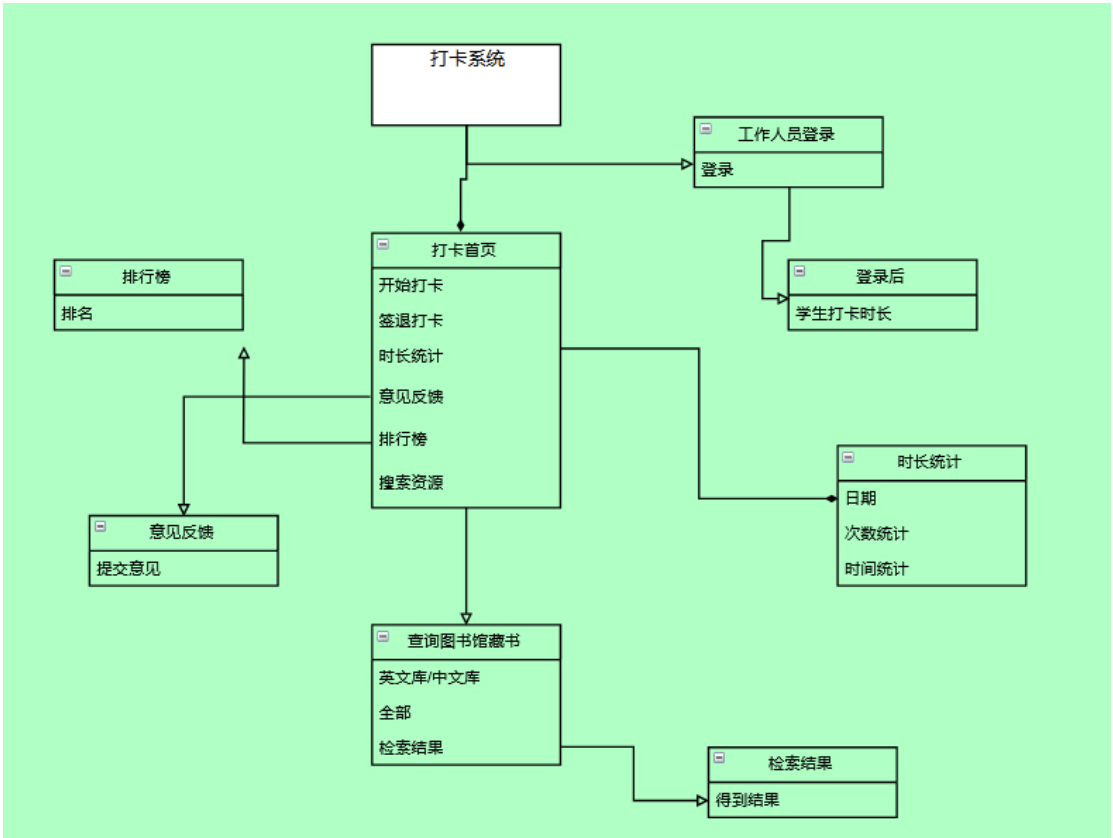 打卡系统
工作人员登录
登录
打卡首页
开始打卡
签退打卡
时长统计
意见反馈
排行榜
搜索资源
排行榜
排名
登录后
学生打卡时长
时长统计
日期
次数统计
时间统计
意见反馈
提交意见
查询图书馆藏书
英文库/中文库
全部
检索结果
检索结果
得到结果